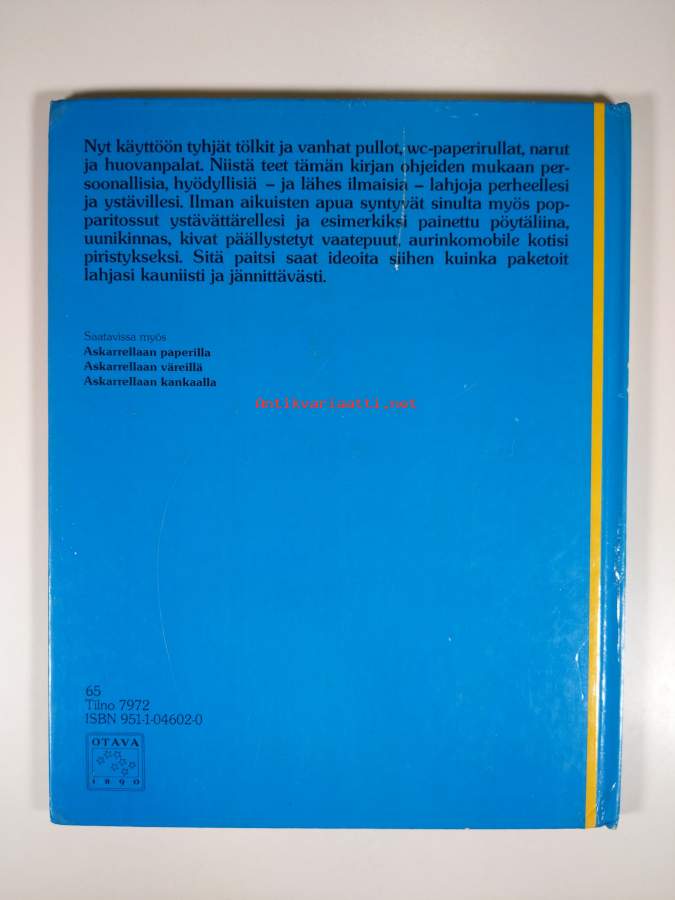 Nyt käyttöön tyhjät tölkit ja vanhat pullot, wc-paperirullat, narut
ja huovanpalat. Niistä teet tämän kirjan ohjeiden mukaan per-
soonallisia, hyödyllisiä – ja lähes ilmaisia – lahjoja perheellesi
ja ystävillesi. Ilman aikuisten apua syntyvät sinulta myös pop-
paritossut ystävättärellesi ja esimerkiksi painettu pöytäliina,
uunikinnas, kivat päällystetyt vaatepuut, aurinkomobile kotisi
piristykseksi. Sitä paitsi saat ideoita siihen kuinka paketoit
lahjasi kauniisti ja jännittävästi.
Saatavissa myös
Askarrellaan paperilla
Askarrellaan väreillä
Askarrellaan kankaalla
Antikvariaatti.net
65
Tilno 7972
ISBN 951-1-04602-0
OTAVA
1890